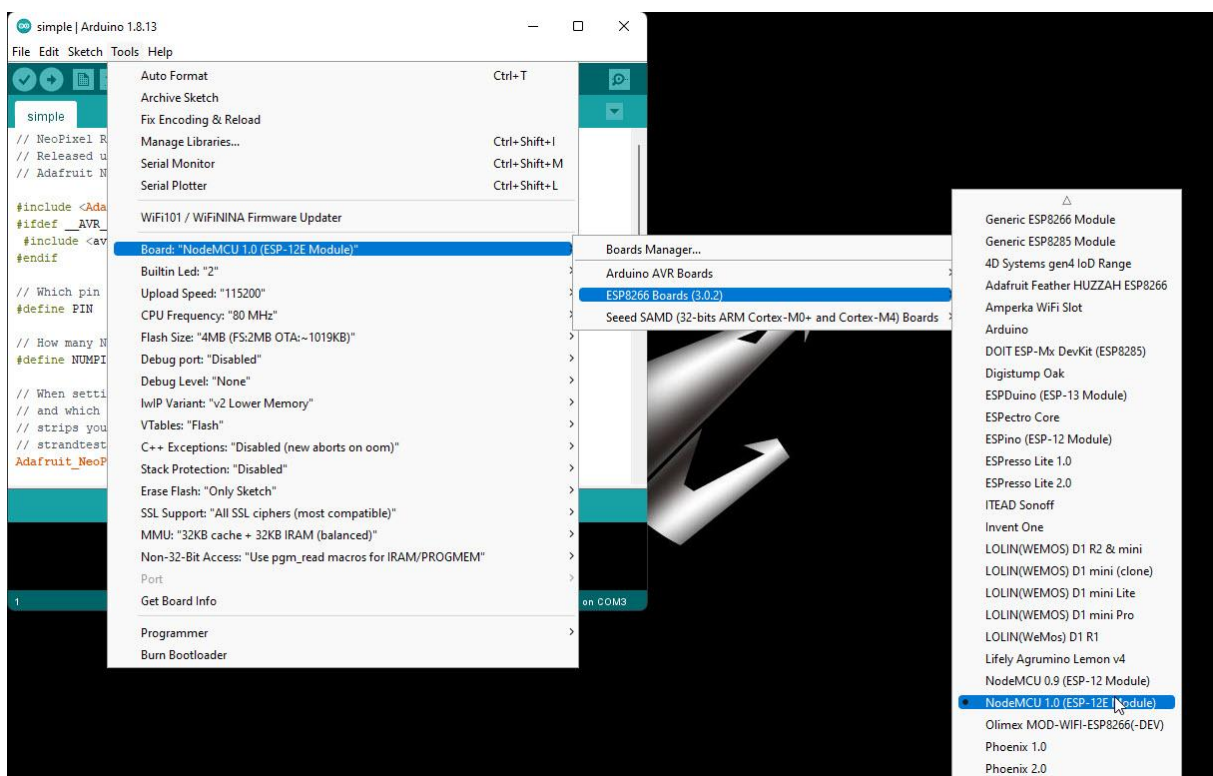 simple | Arduino 1.8.13
File Edit Sketch Tools Help
simple
// NeoPixel R
// Released u
// Adafruit N
#include <Ada
#ifdef __AVR_
#include <av
#endif
// Which pin
#define PIN
// How many N
#define NUMPI
// When setti
// and which
// strips you
// strandtest
Adafruit_NeoP
1
on COM3
Auto Format Ctrl+T
Archive Sketch
Fix Encoding & Reload
Manage Libraries... Ctrl+Shift+I
Serial Monitor Ctrl+Shift+M
Serial Plotter Ctrl+Shift+L
WiFi101 / WiFiNINA Firmware Updater
Board: "NodeMCU 1.0 (ESP-12E Module)"
Builtin Led: "2"
Upload Speed: "115200"
CPU Frequency: "80 MHz"
Flash Size: "4MB (FS:2MB OTA:~1019KB)"
Debug port: "Disabled"
Debug Level: "None"
lwIP Variant: "v2 Lower Memory"
VTables: "Flash"
C++ Exceptions: "Disabled (new aborts on oom)"
Stack Protection: "Disabled"
Erase Flash: "Only Sketch"
SSL Support: "All SSL ciphers (most compatible)"
MMU: "32KB cache + 32KB IRAM (balanced)"
Non-32-Bit Access: "Use pgm_read macros for IRAM/PROGMEM"
Port
Get Board Info
Programmer
Burn Bootloader
Boards Manager...
Arduino AVR Boards
ESP8266 Boards (3.0.2)
Seeed SAMD (32-bits ARM Cortex-M0+ and Cortex-M4) Boards
Generic ESP8266 Module
Generic ESP8285 Module
4D Systems gen4 IoD Range
Adafruit Feather HUZZAH ESP8266
Amperka WiFi Slot
Arduino
DOIT ESP-Mx DevKit (ESP8285)
Digistump Oak
ESPDuino (ESP-13 Module)
ESPectro Core
ESPino (ESP-12 Module)
ESPresso Lite 1.0
ESPresso Lite 2.0
ITEAD Sonoff
Invent One
LOLIN(WEMOS) D1 R2 & mini
LOLIN(WEMOS) D1 mini (clone)
LOLIN(WEMOS) D1 mini Lite
LOLIN(WEMOS) D1 mini Pro
LOLIN(WeMos) D1 R1
Lifely Agrumino Lemon v4
NodeMCU 0.9 (ESP-12 Module)
NodeMCU 1.0 (ESP-12E Module)
Olimex MOD-WIFI-ESP8266(-DEV)
Phoenix 1.0
Phoenix 2.0